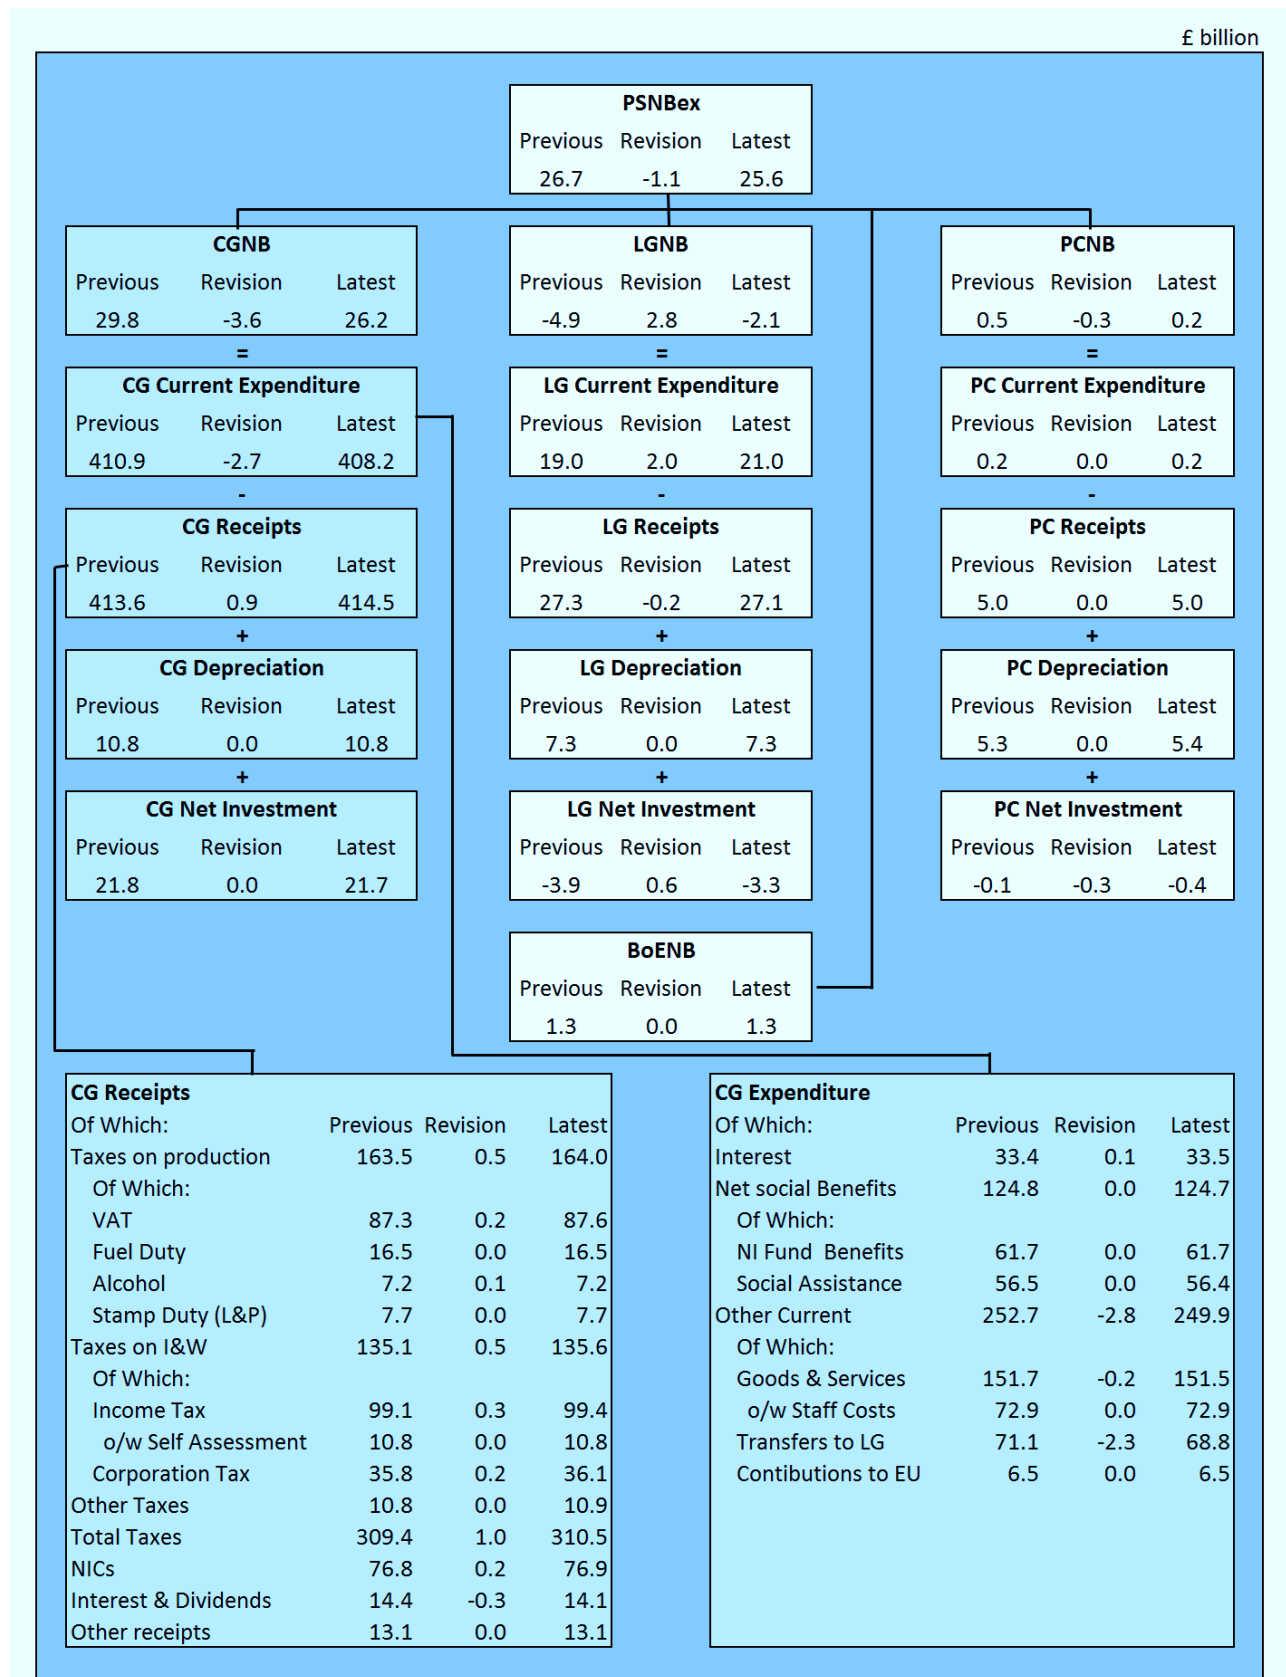 £ billion
PSNBex
Previous Revision Latest
26.7 -1.1 25.6
CGNB LGNB PCNB
Previous Revision Latest Previous Revision Latest Previous Revision Latest
29.8 -3.6 26.2 -4.9 2.8 -2.1 0.5 -0.3 0.2
= = =
CG Current Expenditure LG Current Expenditure PC Current Expenditure
Previous Revision Latest Previous Revision Latest Previous Revision Latest
410.9 -2.7 408.2 19.0 2.0 21.0 0.2 0.0 0.2
- - -
CG Receipts LG Receipts PC Receipts
Previous Revision Latest Previous Revision Latest Previous Revision Latest
413.6 0.9 414.5 27.3 -0.2 27.1 5.0 0.0 5.0
+ + +
CG Depreciation LG Depreciation PC Depreciation
Previous Revision Latest Previous Revision Latest Previous Revision Latest
10.8 0.0 10.8 7.3 0.0 7.3 5.3 0.0 5.4
+ + +
CG Net Investment LG Net Investment PC Net Investment
Previous Revision Latest Previous Revision Latest Previous Revision Latest
21.8 0.0 21.7 -3.9 0.6 -3.3 -0.1 -0.3 -0.4
BoENB
Previous Revision Latest
1.3 0.0 1.3
CG Receipts
Of Which: Previous Revision Latest
Taxes on production 163.5 0.5 164.0
Of Which:
VAT 87.3 0.2 87.6
Fuel Duty 16.5 0.0 16.5
Alcohol 7.2 0.1 7.2
Stamp Duty (L&P) 7.7 0.0 7.7
Taxes on I&W 135.1 0.5 135.6
Of Which:
Income Tax 99.1 0.3 99.4
o/w Self Assessment 10.8 0.0 10.8
Corporation Tax 35.8 0.2 36.1
Other Taxes 10.8 0.0 10.9
Total Taxes 309.4 1.0 310.5
NICs 76.8 0.2 76.9
Interest & Dividends 14.4 -0.3 14.1
Other receipts 13.1 0.0 13.1
CG Expenditure
Of Which: Previous Revision Latest
Interest 33.4 0.1 33.5
Net social Benefits 124.8 0.0 124.7
Of Which:
NI Fund Benefits 61.7 0.0 61.7
Social Assistance 56.5 0.0 56.4
Other Current 252.7 -2.8 249.9
Of Which:
Goods & Services 151.7 -0.2 151.5
o/w Staff Costs 72.9 0.0 72.9
Transfers to LG 71.1 -2.3 68.8
Contibutions to EU 6.5 0.0 6.5